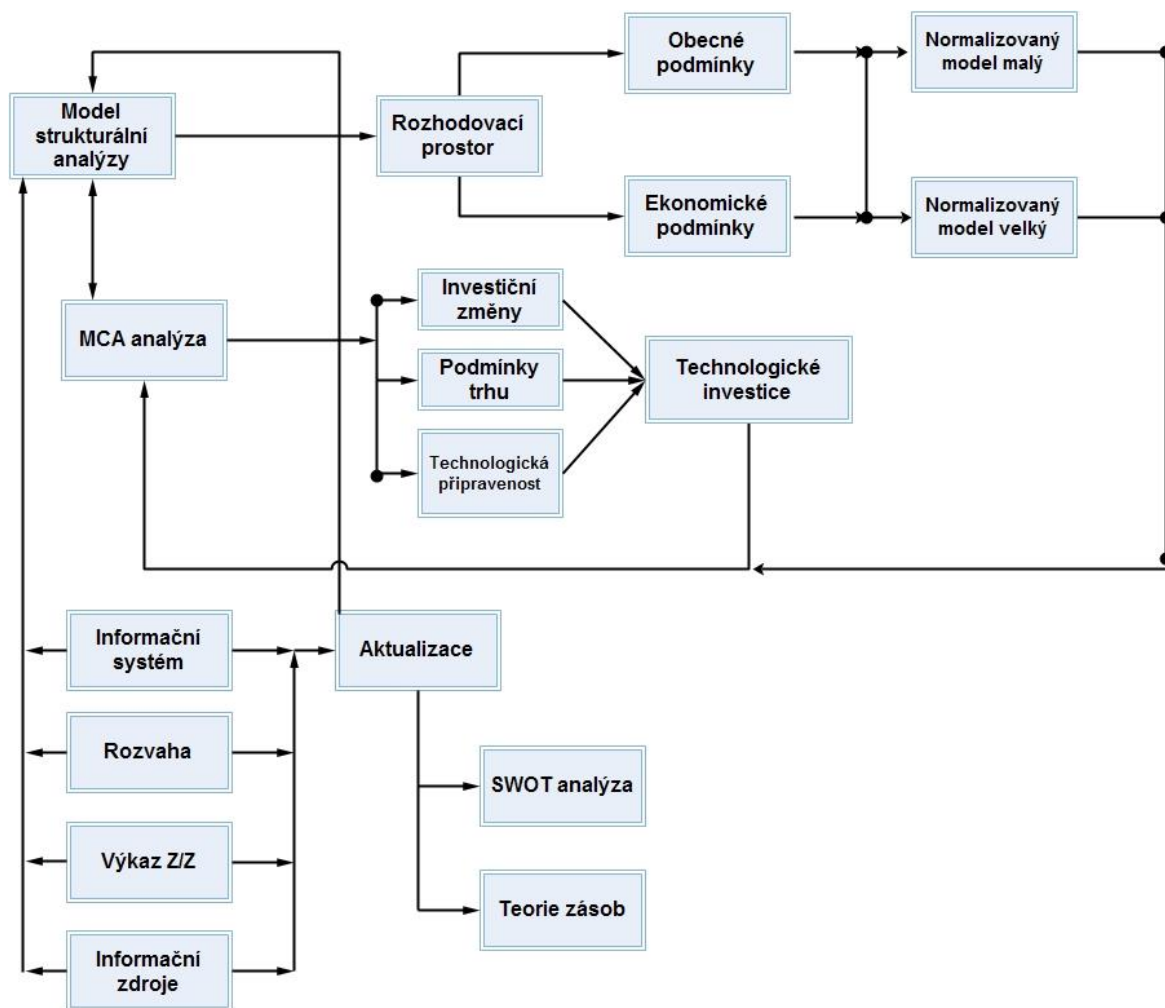 Obecné
podmínky
Normalizovaný
model malý
Model
strukturální
analýzy
Rozhodovací
prostor
Ekonomické
podmínky
Normalizovaný
model velký
Investiční
změny
MCA analýza
Podmínky
trhu
Technologické
investice
Technologická
připravenost
Informační
systém
Aktualizace
Rozvaha
SWOT analýza
Výkaz Z/Z
Teorie zásob
Informační
zdroje